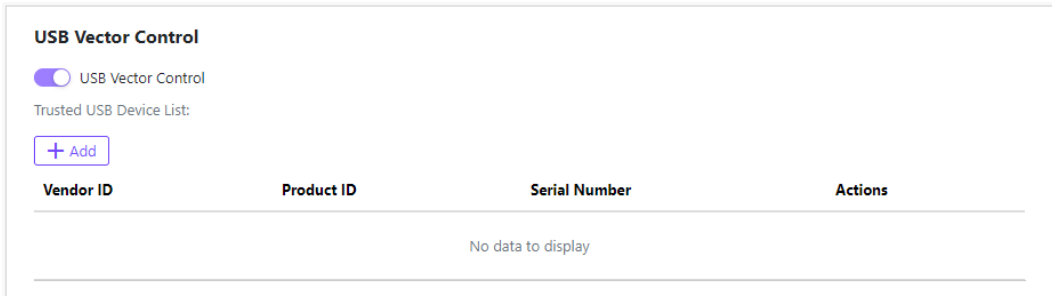 USB Vector Control
USB Vector Control
Trusted USB Device List:
+ Add
Vendor ID Product ID Serial Number Actions
No data to display